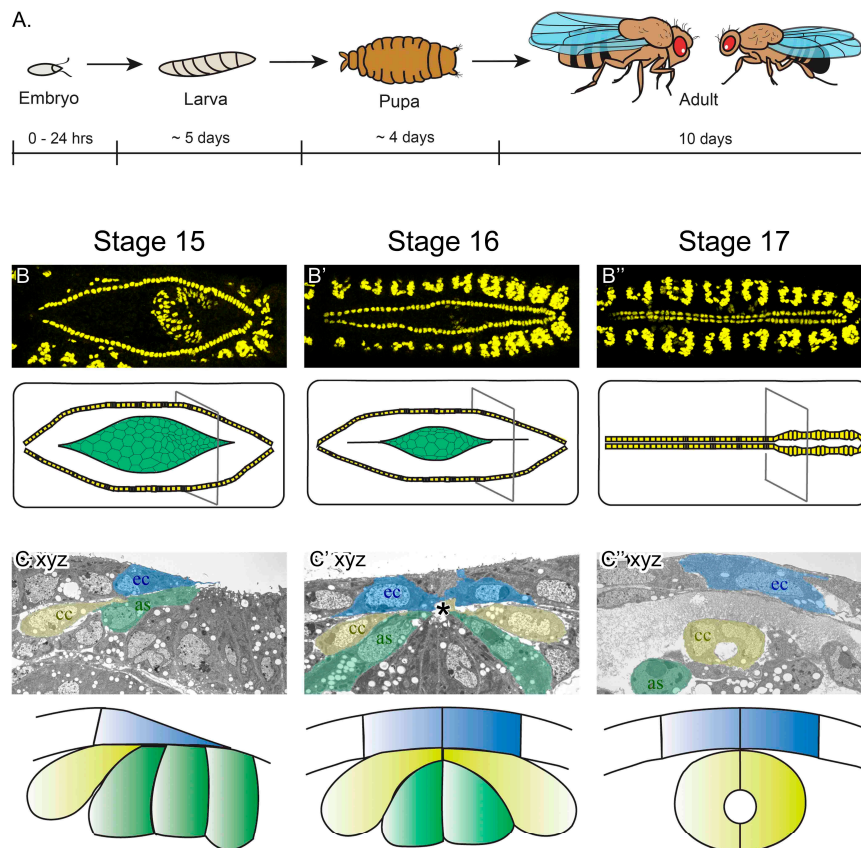 A.
Embryo
Larva
Pupa
Adult
0 - 24 hrs
~ 5 days
~ 4 days
10 days
Stage 15
Stage 16
Stage 17
B
B'
B''
C xyz
C' xyz
C'' xyz
ec
cc
as
ec
*
cc
as
ec
cc
as